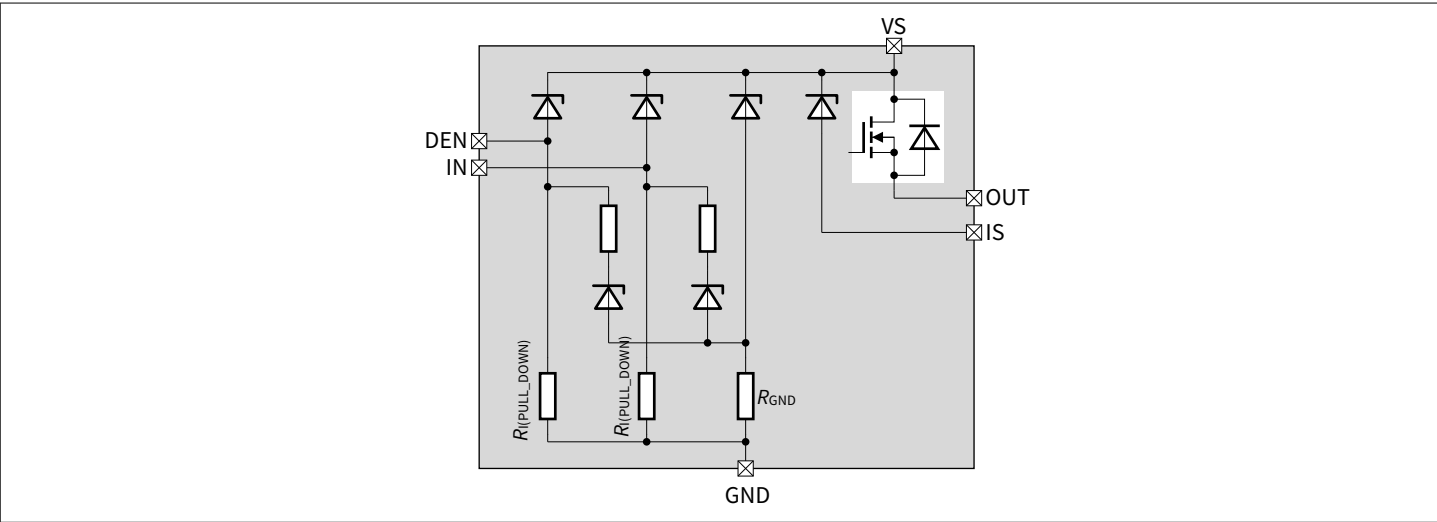 VS
DEN
IN
OUT
IS
RI(PULL_DOWN)
RI(PULL_DOWN)
RGND
GND